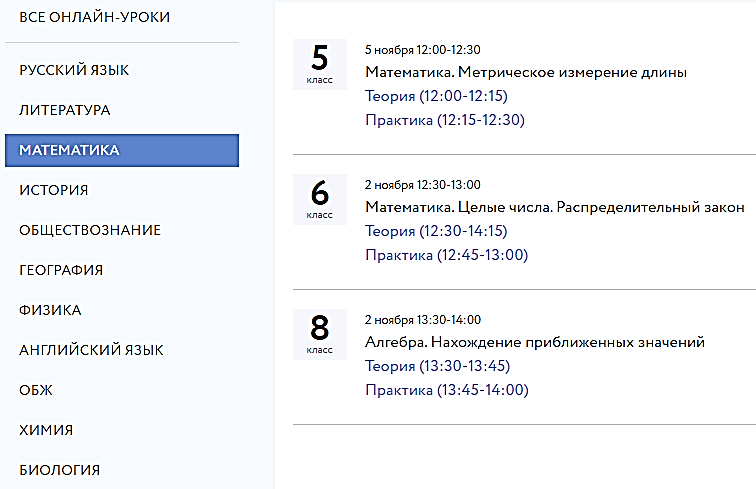 ВСЕ ОНЛАЙН-УРОКИ
РУССКИЙ ЯЗЫК
ЛИТЕРАТУРА
МАТЕМАТИКА
ИСТОРИЯ
ОБЩЕСТВОЗНАНИЕ
ГЕОГРАФИЯ
ФИЗИКА
АНГЛИЙСКИЙ ЯЗЫК
ОБЖ
ХИМИЯ
БИОЛОГИЯ
5
класс
5 ноября 12:00-12:30
Математика. Метрическое измерение длины
Теория (12:00-12:15)
Практика (12:15-12:30)
6
класс
2 ноября 12:30-13:00
Математика. Целые числа. Распределительный закон
Теория (12:30-14:15)
Практика (12:45-13:00)
8
класс
2 ноября 13:30-14:00
Алгебра. Нахождение приближенных значений
Теория (13:30-13:45)
Практика (13:45-14:00)